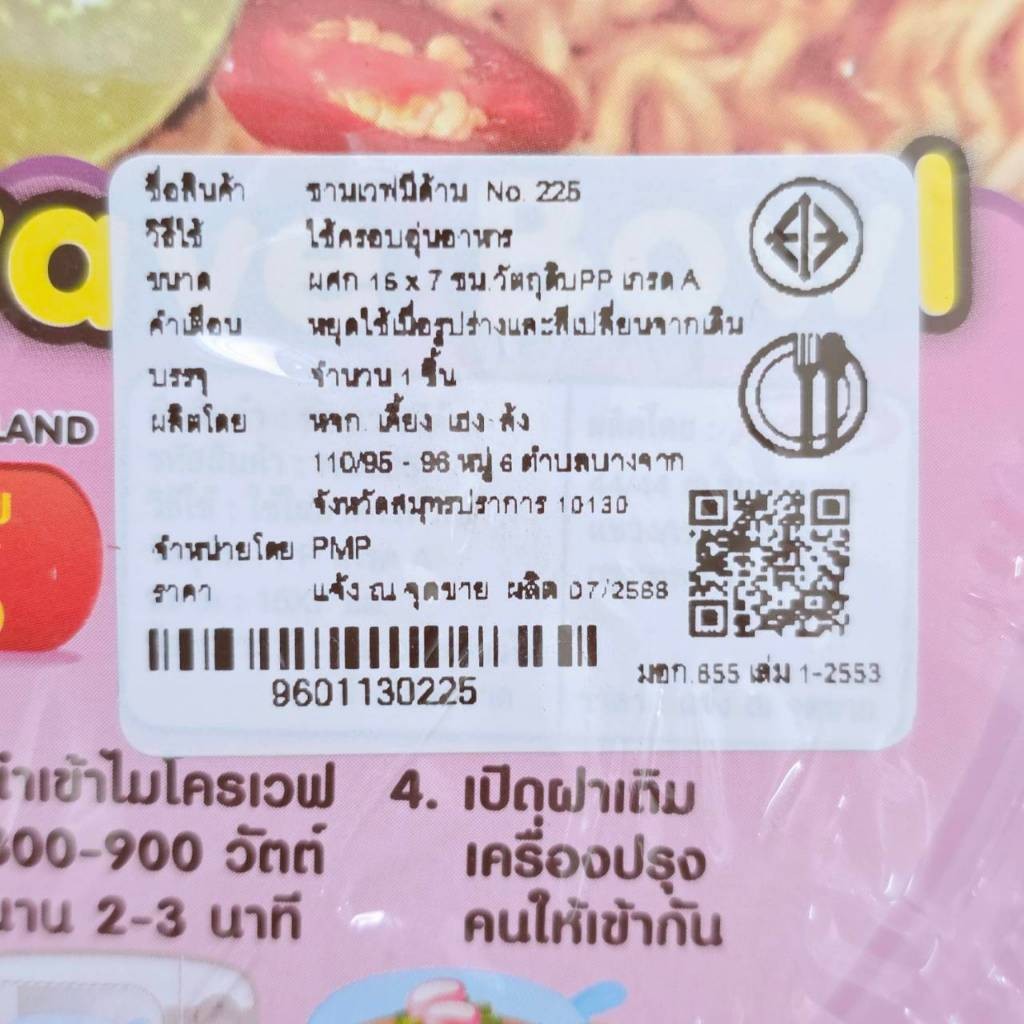 ชื่อสินค้า ชามเวฟมีด้าม No. 225
วิธีใช้ ใช้ครอบอุ่นอาหาร
ขนาด ผศก 16 x 7 ซม.วัตถุดิบPP เกรด A
คำเตือน หยุดใช้เมื่อรูปร่างและสีเปลี่ยนจากเดิม
บรรจุ จำนวน 1 ชิ้น
ผลิตโดย หจก. เคี้ยง เฮง ล้ง
110/95 - 96 หมู่ 6 ตำบลบางจาก
จังหวัดสมุทรปราการ 10130
จำหน่ายโดย PMP
ราคา แจ้ง ณ จุดขาย ผลิต 07/2568
9601130225
มอก.655 เล่ม 1-2553
LAND
นำเข้าไมโครเวฟ
800-900 วัตต์
นาน 2-3 นาที
4. เปิดฝาเติม
เครื่องปรุง
คนให้เข้ากัน